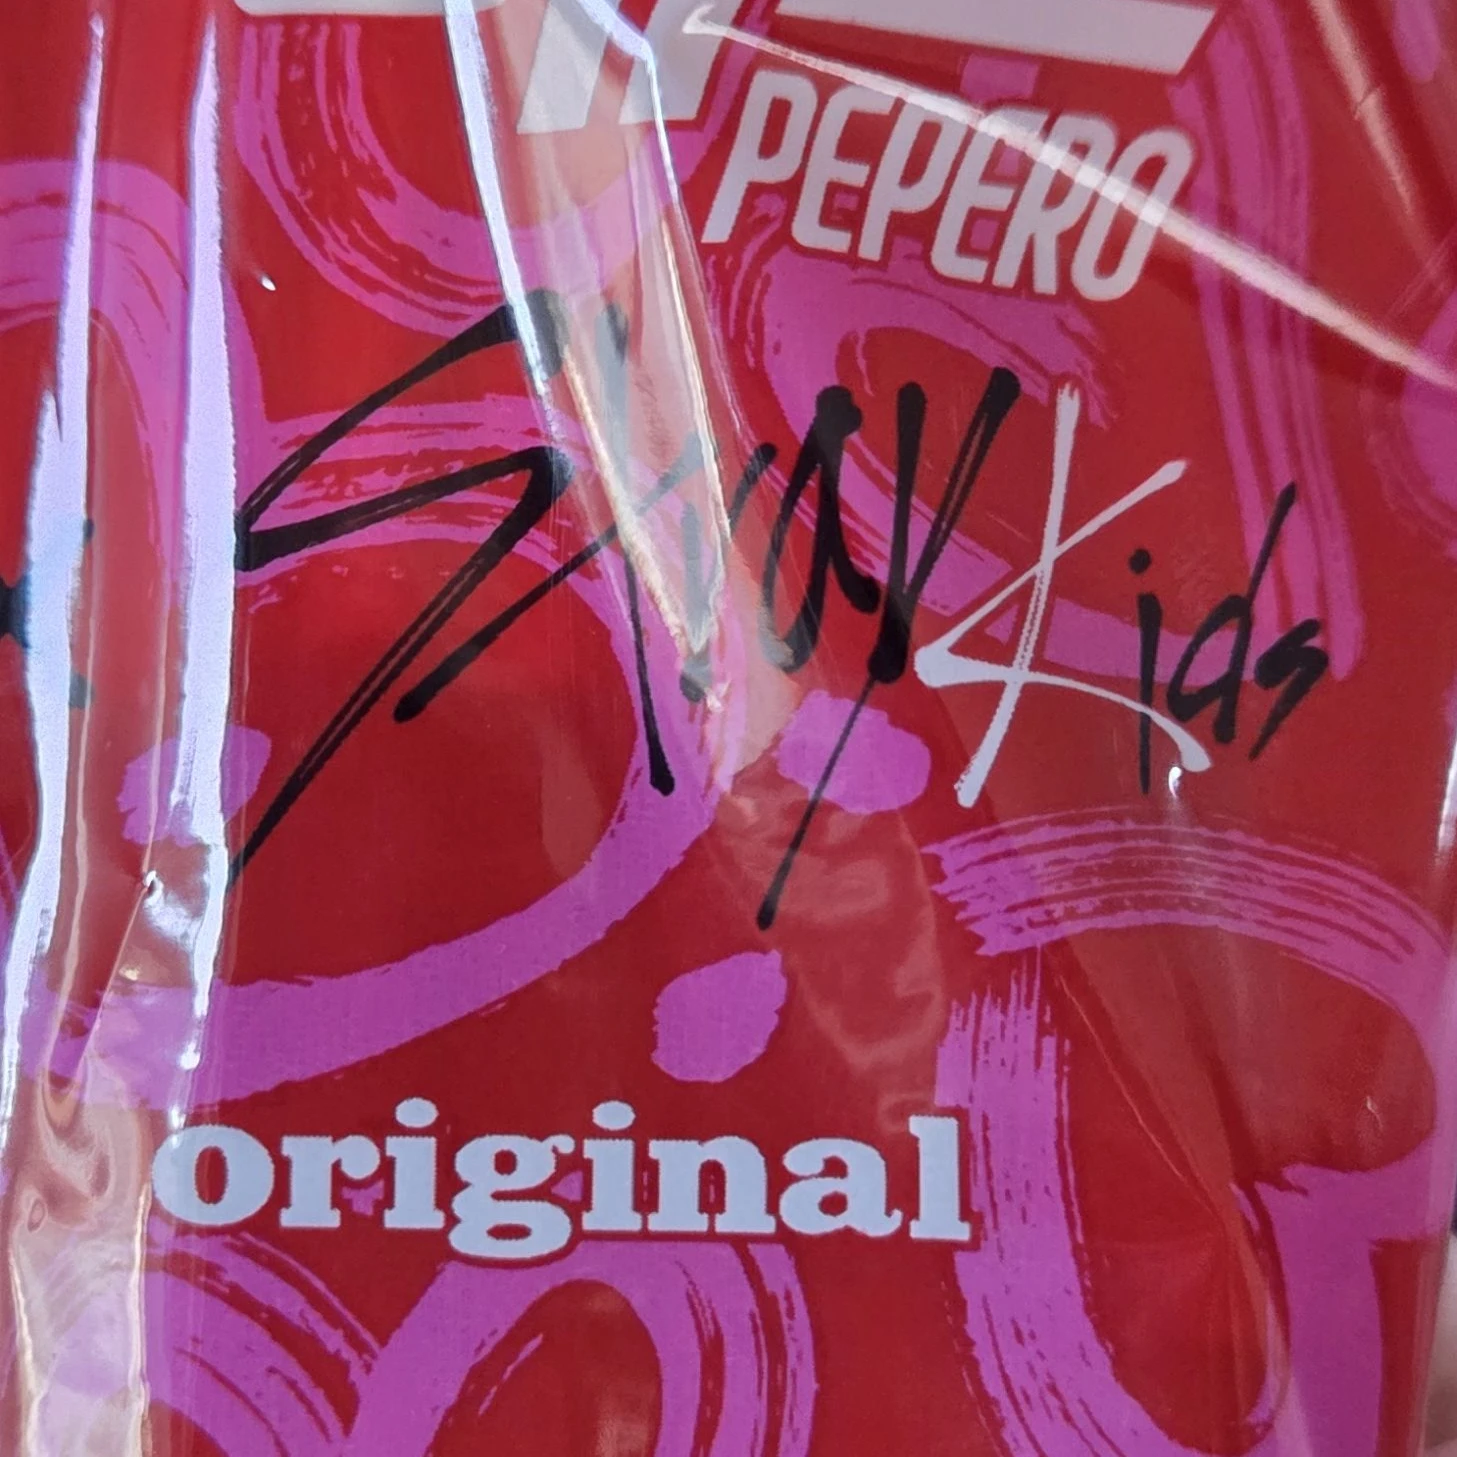 PEPERO
Stray Kids
original